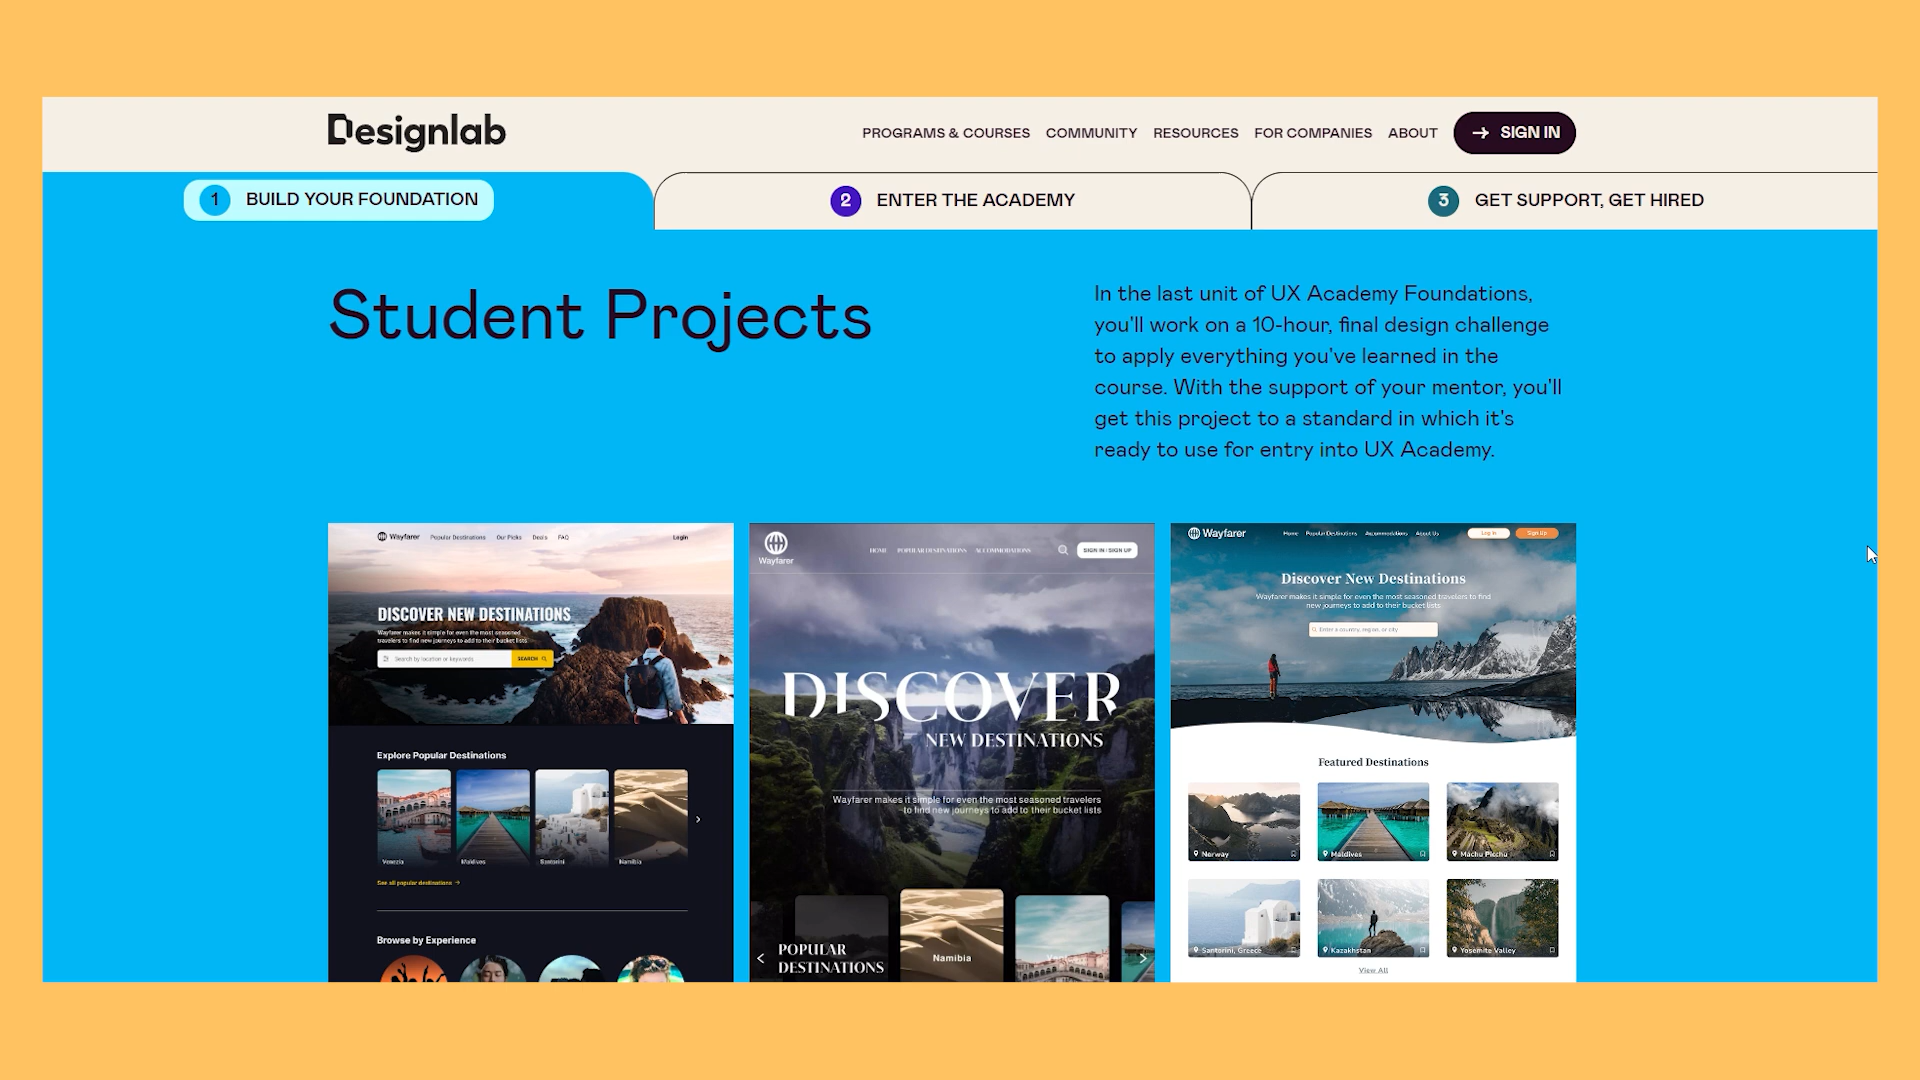 Designlab
PROGRAMS & COURSES COMMUNITY RESOURCES FOR COMPANIES ABOUT → SIGN IN
1 BUILD YOUR FOUNDATION
2 ENTER THE ACADEMY
3 GET SUPPORT, GET HIRED
Student Projects
In the last unit of UX Academy Foundations,
you'll work on a 10-hour, final design challenge
to apply everything you've learned in the
course. With the support of your mentor, you'll
get this project to a standard in which it's
ready to use for entry into UX Academy.
Wayfarer Popular Destinations Our Picks Deals FAQ Login
DISCOVER NEW DESTINATIONS
Wayfarer makes it simple for even the most seasoned
travelers to find new journeys to add to their bucket lists.
Search by location or keywords SEARCH
Explore Popular Destinations
Venezia Maldives Santorini Namibia
See all popular destinations →
Browse by Experience
Wayfarer
HOME POPULAR DESTINATIONS ACCOMMODATIONS SIGN IN / SIGN UP
DISCOVER
NEW DESTINATIONS
Wayfarer makes it simple for even the most seasoned travelers
to find new journeys to add to their bucket lists
POPULAR
DESTINATIONS
Namibia
Wayfarer Home Popular Destinations Accommodations About Us Log In Sign Up
Discover New Destinations
Wayfarer makes it simple for even the most seasoned travelers to find
new journeys to add to their bucket lists.
Enter a country, region, or city
Featured Destinations
Norway Maldives Machu Picchu
Santorini, Greece Kazakhstan Yosemite Valley
View All